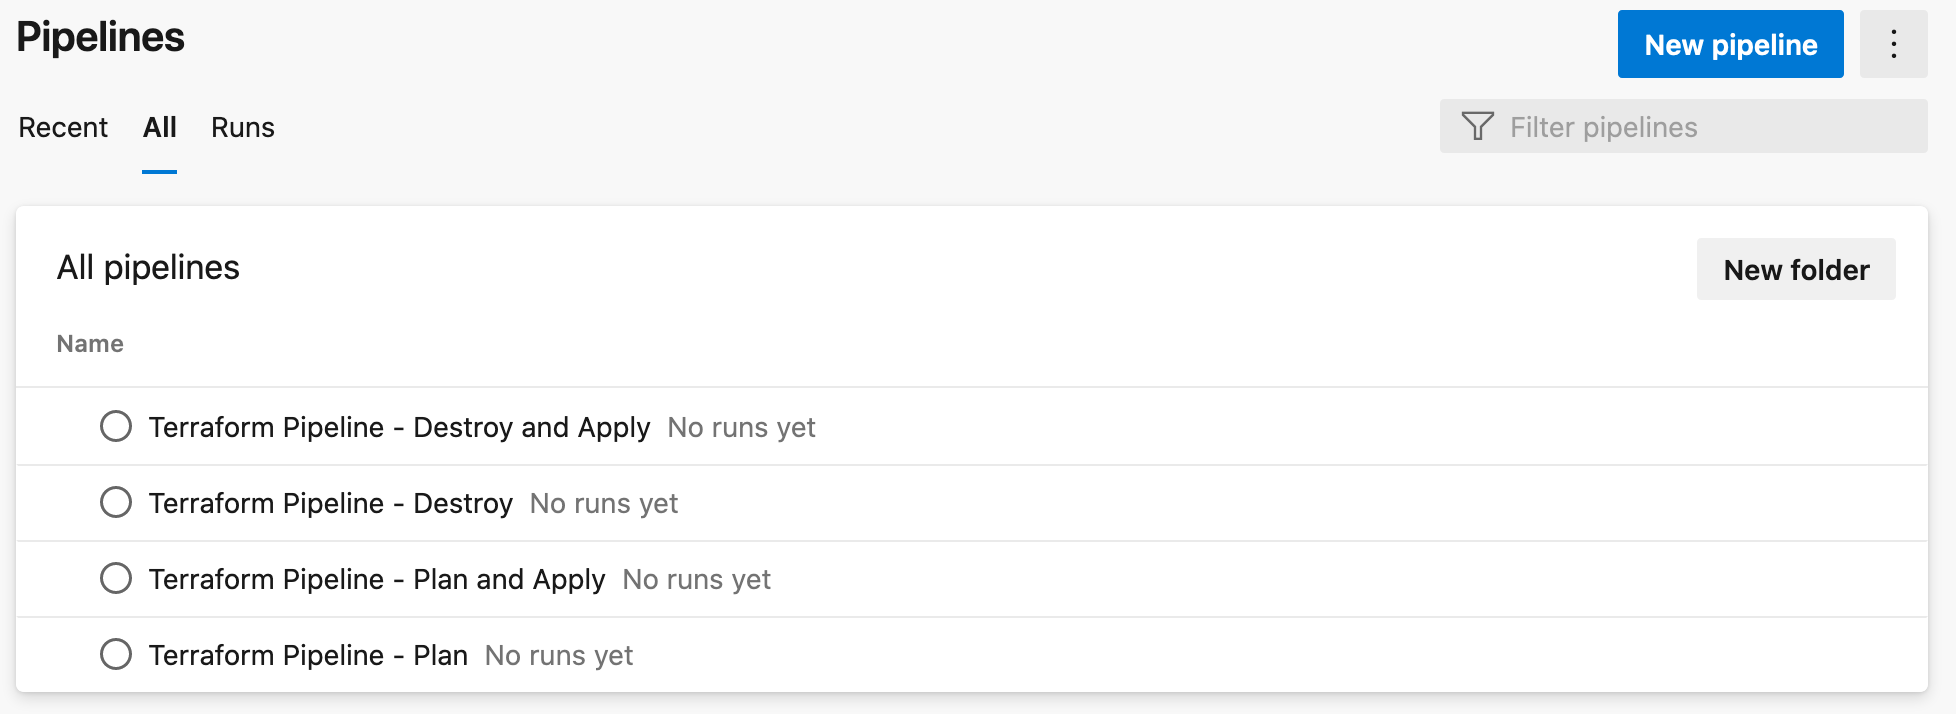 Pipelines
New pipeline
Recent All Runs
Filter pipelines
All pipelines
New folder
Name
Terraform Pipeline - Destroy and Apply No runs yet
Terraform Pipeline - Destroy No runs yet
Terraform Pipeline - Plan and Apply No runs yet
Terraform Pipeline - Plan No runs yet